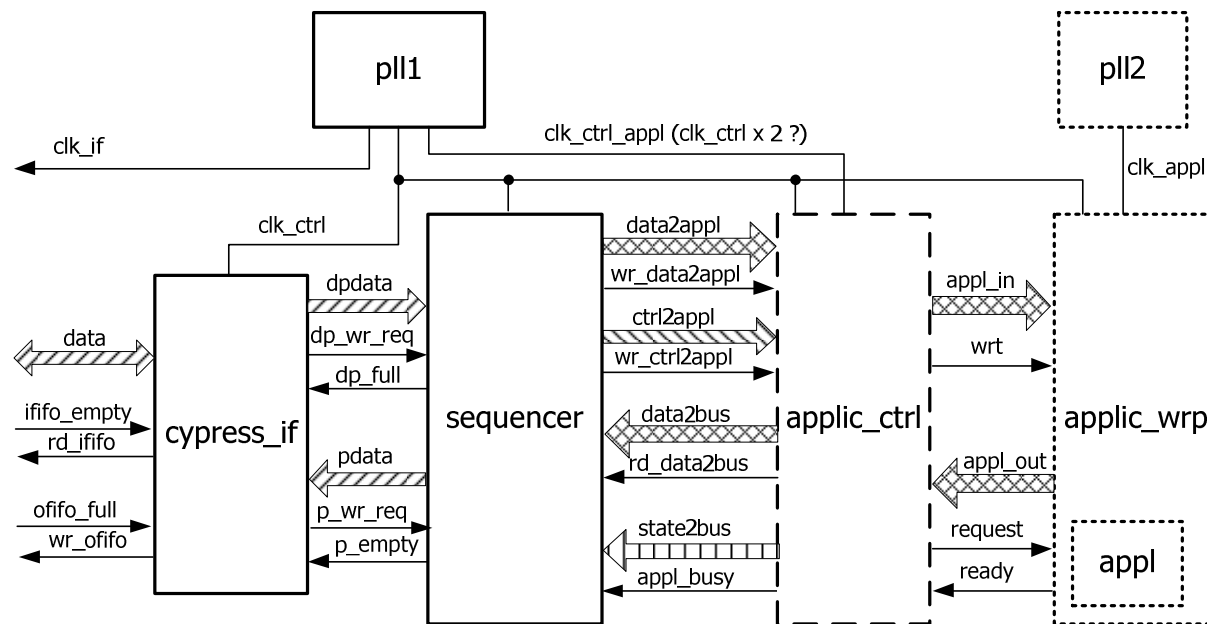 pll1
pll2
clk_if
clk_ctrl_appl (clk_ctrl x 2 ?)
clk_appl
clk_ctrl
data
ififo_empty
rd_ififo
ofifo_full
wr_ofifo
cypress_if
dpdata
dp_wr_req
dp_full
pdata
p_wr_req
p_empty
sequencer
data2appl
wr_data2appl
ctrl2appl
wr_ctrl2appl
data2bus
rd_data2bus
state2bus
appl_busy
applic_ctrl
appl_in
wrt
appl_out
request
ready
applic_wrp
appl